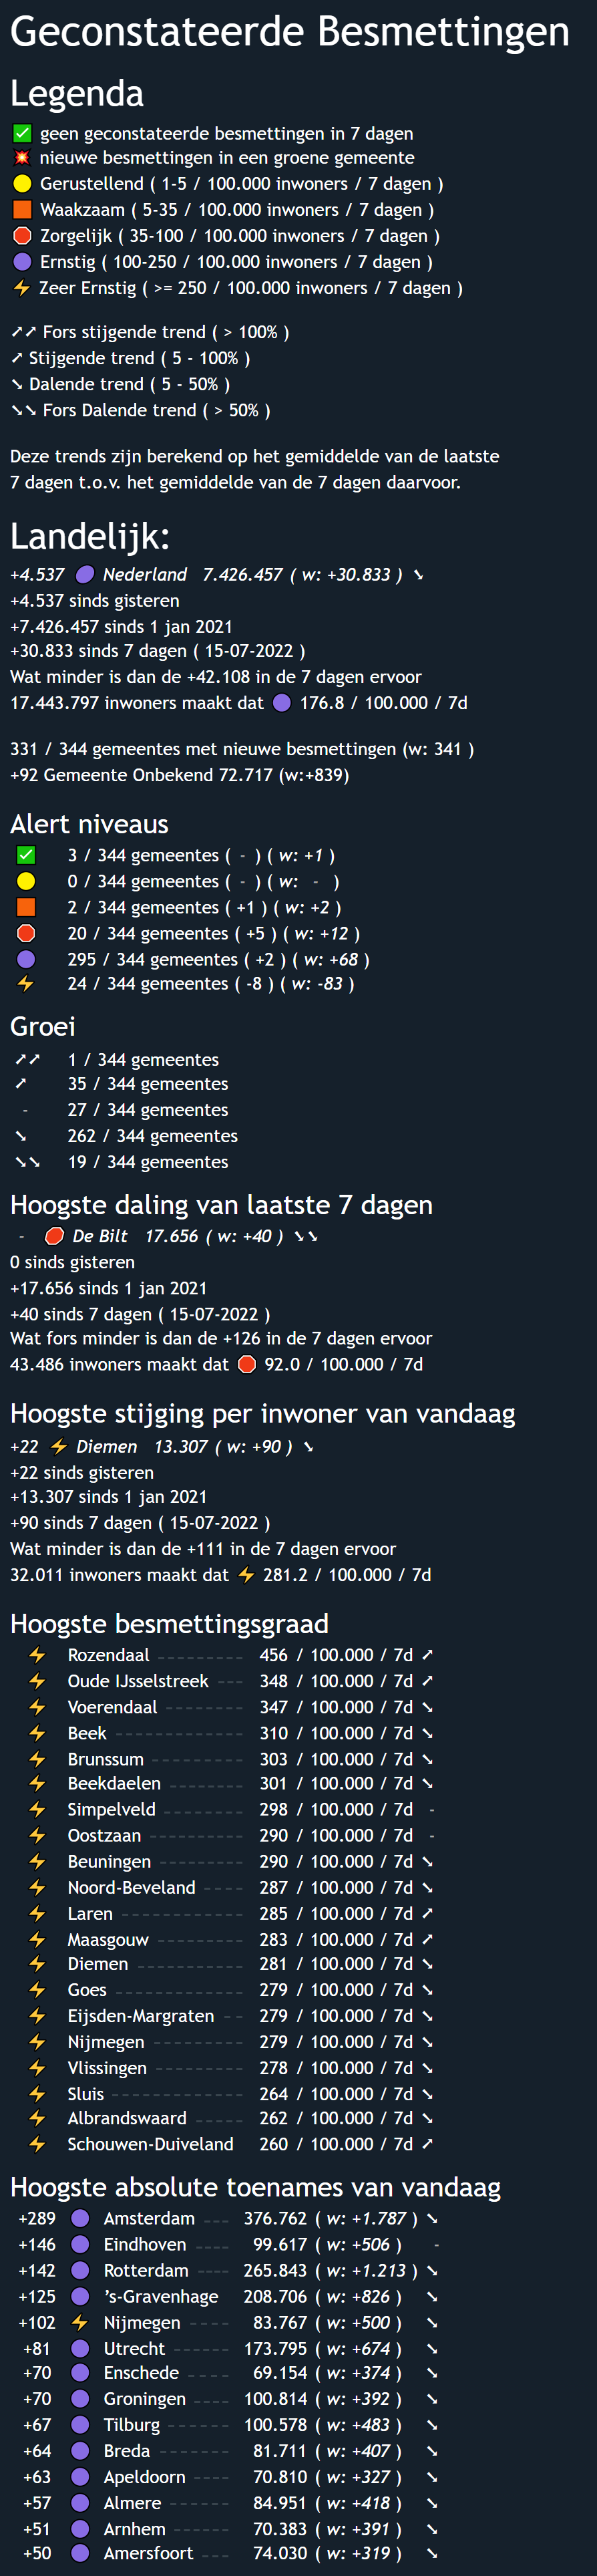 Geconstateerde Besmettingen
Legenda
✅ geen geconstateerde besmettingen in 7 dagen
💥 nieuwe besmettingen in een groene gemeente
🟡 Gerustellend ( 1-5 / 100.000 inwoners / 7 dagen )
🟧 Waakzaam ( 5-35 / 100.000 inwoners / 7 dagen )
🛑 Zorgelijk ( 35-100 / 100.000 inwoners / 7 dagen )
🟣 Ernstig ( 100-250 / 100.000 inwoners / 7 dagen )
⚡ Zeer Ernstig ( >= 250 / 100.000 inwoners / 7 dagen )
➚➚ Fors stijgende trend ( > 100% )
➚ Stijgende trend ( 5 - 100% )
➘ Dalende trend ( 5 - 50% )
➘➘ Fors Dalende trend ( > 50% )
Deze trends zijn berekend op het gemiddelde van de laatste
7 dagen t.o.v. het gemiddelde van de 7 dagen daarvoor.
Landelijk:
+4.537 🟣 Nederland 7.426.457 ( w: +30.833 ) ➘
+4.537 sinds gisteren
+7.426.457 sinds 1 jan 2021
+30.833 sinds 7 dagen ( 15-07-2022 )
Wat minder is dan de +42.108 in de 7 dagen ervoor
17.443.797 inwoners maakt dat 🟣 176.8 / 100.000 / 7d
331 / 344 gemeentes met nieuwe besmettingen (w: 341 )
+92 Gemeente Onbekend 72.717 (w:+839)
Alert niveaus
✅ 3 / 344 gemeentes ( - ) ( w: +1 )
🟡 0 / 344 gemeentes ( - ) ( w: - )
🟧 2 / 344 gemeentes ( +1 ) ( w: +2 )
🛑 20 / 344 gemeentes ( +5 ) ( w: +12 )
🟣 295 / 344 gemeentes ( +2 ) ( w: +68 )
⚡ 24 / 344 gemeentes ( -8 ) ( w: -83 )
Groei
➚➚ 1 / 344 gemeentes
➚ 35 / 344 gemeentes
- 27 / 344 gemeentes
➘ 262 / 344 gemeentes
➘➘ 19 / 344 gemeentes
Hoogste daling van laatste 7 dagen
- 🛑 De Bilt 17.656 ( w: +40 ) ➘➘
0 sinds gisteren
+17.656 sinds 1 jan 2021
+40 sinds 7 dagen ( 15-07-2022 )
Wat fors minder is dan de +126 in de 7 dagen ervoor
43.486 inwoners maakt dat 🛑 92.0 / 100.000 / 7d
Hoogste stijging per inwoner van vandaag
+22 ⚡ Diemen 13.307 ( w: +90 ) ➘
+22 sinds gisteren
+13.307 sinds 1 jan 2021
+90 sinds 7 dagen ( 15-07-2022 )
Wat minder is dan de +111 in de 7 dagen ervoor
32.011 inwoners maakt dat ⚡ 281.2 / 100.000 / 7d
Hoogste besmettingsgraad
⚡ Rozendaal 456 / 100.000 / 7d ➚
⚡ Oude IJsselstreek 348 / 100.000 / 7d ➚
⚡ Voerendaal 347 / 100.000 / 7d ➘
⚡ Beek 310 / 100.000 / 7d ➘
⚡ Brunssum 303 / 100.000 / 7d ➘
⚡ Beekdaelen 301 / 100.000 / 7d ➘
⚡ Simpelveld 298 / 100.000 / 7d -
⚡ Oostzaan 290 / 100.000 / 7d -
⚡ Beuningen 290 / 100.000 / 7d ➘
⚡ Noord-Beveland 287 / 100.000 / 7d ➘
⚡ Laren 285 / 100.000 / 7d ➚
⚡ Maasgouw 283 / 100.000 / 7d ➚
⚡ Diemen 281 / 100.000 / 7d ➘
⚡ Goes 279 / 100.000 / 7d ➘
⚡ Eijsden-Margraten 279 / 100.000 / 7d ➘
⚡ Nijmegen 279 / 100.000 / 7d ➘
⚡ Vlissingen 278 / 100.000 / 7d ➘
⚡ Sluis 264 / 100.000 / 7d ➘
⚡ Albrandswaard 262 / 100.000 / 7d ➘
⚡ Schouwen-Duiveland 260 / 100.000 / 7d ➚
Hoogste absolute toenames van vandaag
+289 🟣 Amsterdam 376.762 ( w: +1.787 ) ➘
+146 🟣 Eindhoven 99.617 ( w: +506 ) -
+142 🟣 Rotterdam 265.843 ( w: +1.213 ) ➘
+125 🟣 's-Gravenhage 208.706 ( w: +826 ) ➘
+102 ⚡ Nijmegen 83.767 ( w: +500 ) ➘
+81 🟣 Utrecht 173.795 ( w: +674 ) ➘
+70 🟣 Enschede 69.154 ( w: +374 ) ➘
+70 🟣 Groningen 100.814 ( w: +392 ) ➘
+67 🟣 Tilburg 100.578 ( w: +483 ) ➘
+64 🟣 Breda 81.711 ( w: +407 ) ➘
+63 🟣 Apeldoorn 70.810 ( w: +327 ) ➘
+57 🟣 Almere 84.951 ( w: +418 ) ➘
+51 🟣 Arnhem 70.383 ( w: +391 ) ➘
+50 🟣 Amersfoort 74.030 ( w: +319 ) ➘